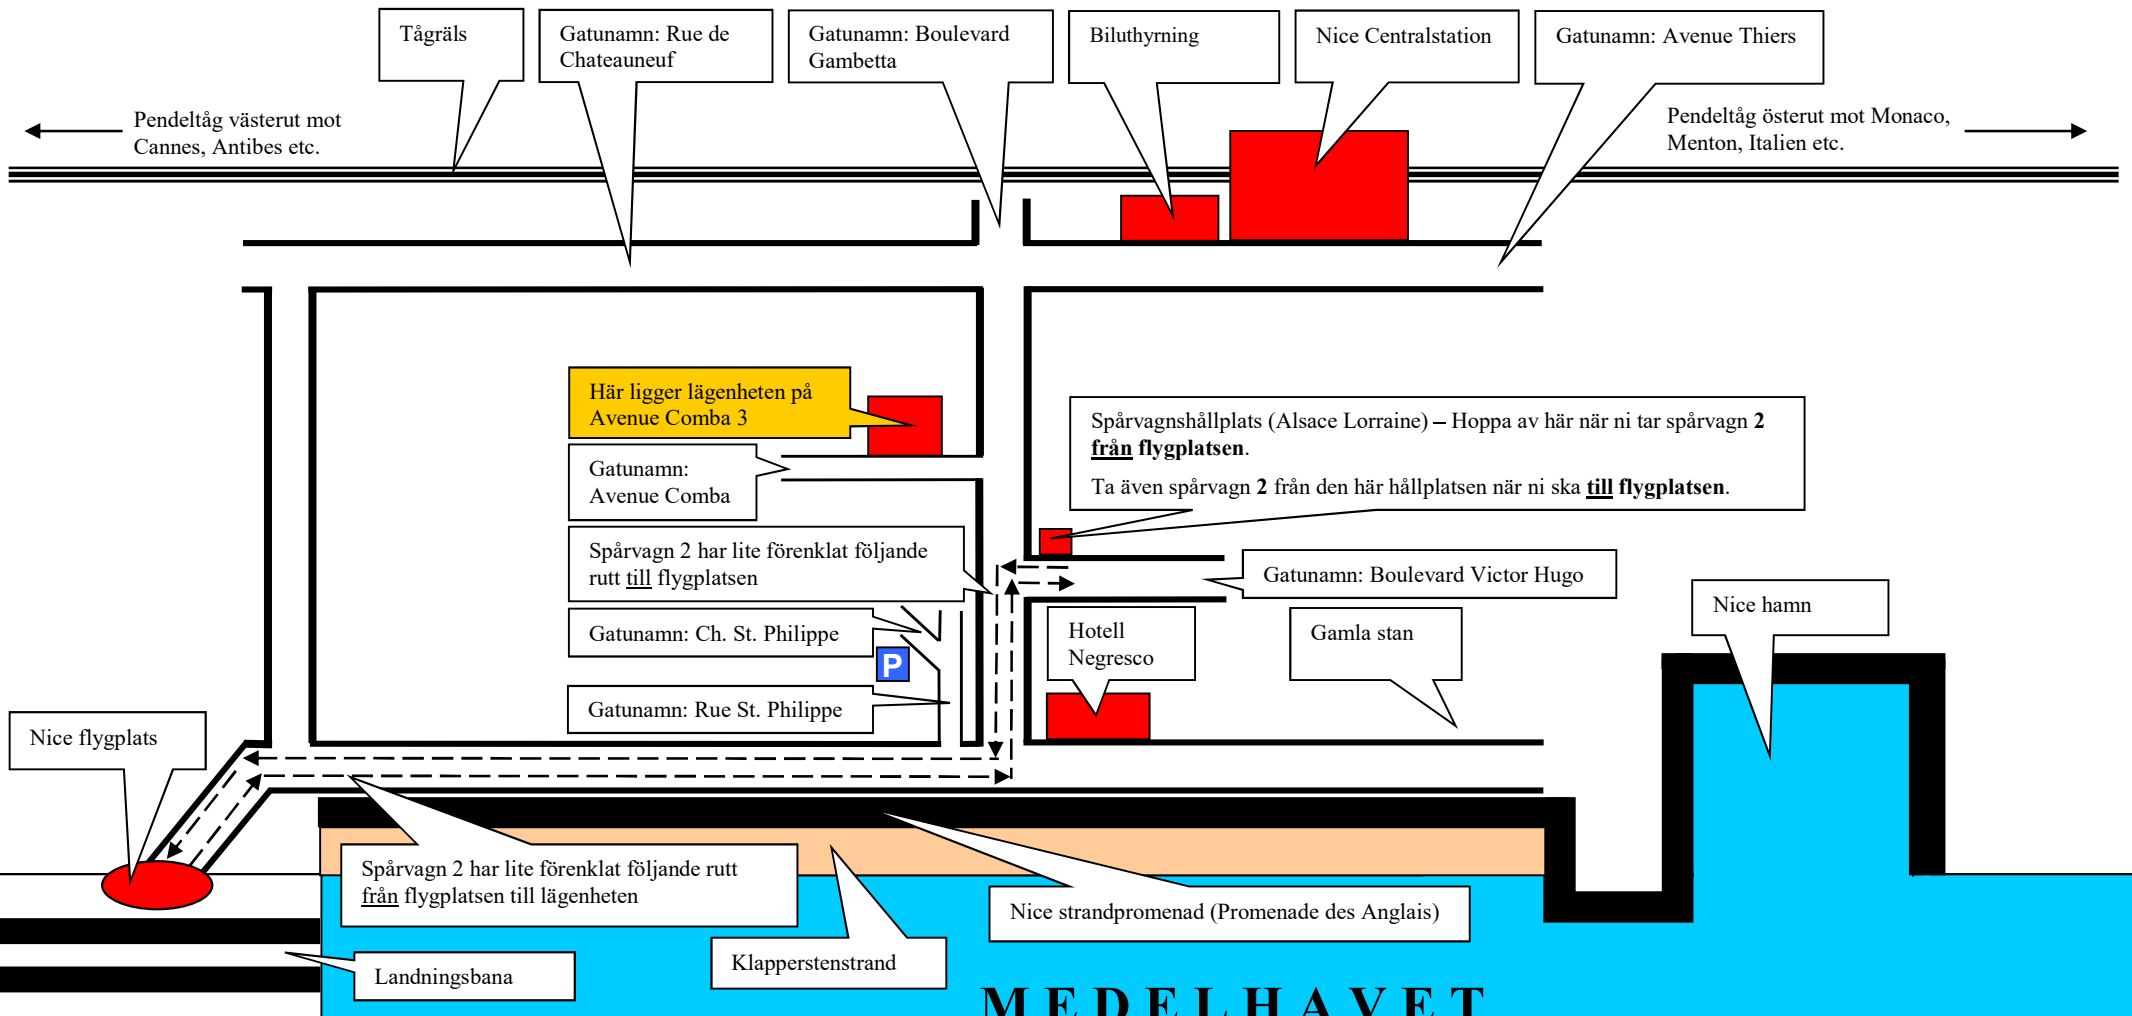 Tågräls
Gatunamn: Rue de
Chateauneuf
Gatunamn: Boulevard
Gambetta
Biluthyrning
Nice Centralstation
Gatunamn: Avenue Thiers
Pendeltåg västerut mot
Cannes, Antibes etc.
Pendeltåg österut mot Monaco,
Menton, Italien etc.
Här ligger lägenheten på
Avenue Comba 3
Gatunamn:
Avenue Comba
Spårvagnshållplats (Alsace Lorraine) – Hoppa av här när ni tar spårvagn 2
från flygplatsen.
Ta även spårvagn 2 från den här hållplatsen när ni ska till flygplatsen.
Spårvagn 2 har lite förenklat följande
rutt till flygplatsen
Gatunamn: Boulevard Victor Hugo
Gatunamn: Ch. St. Philippe
P
Gatunamn: Rue St. Philippe
Hotell
Negresco
Gamla stan
Nice hamn
Nice flygplats
Spårvagn 2 har lite förenklat följande rutt
från flygplatsen till lägenheten
Nice strandpromenad (Promenade des Anglais)
Klapperstenstrand
Landningsbana
MEDELHAVET